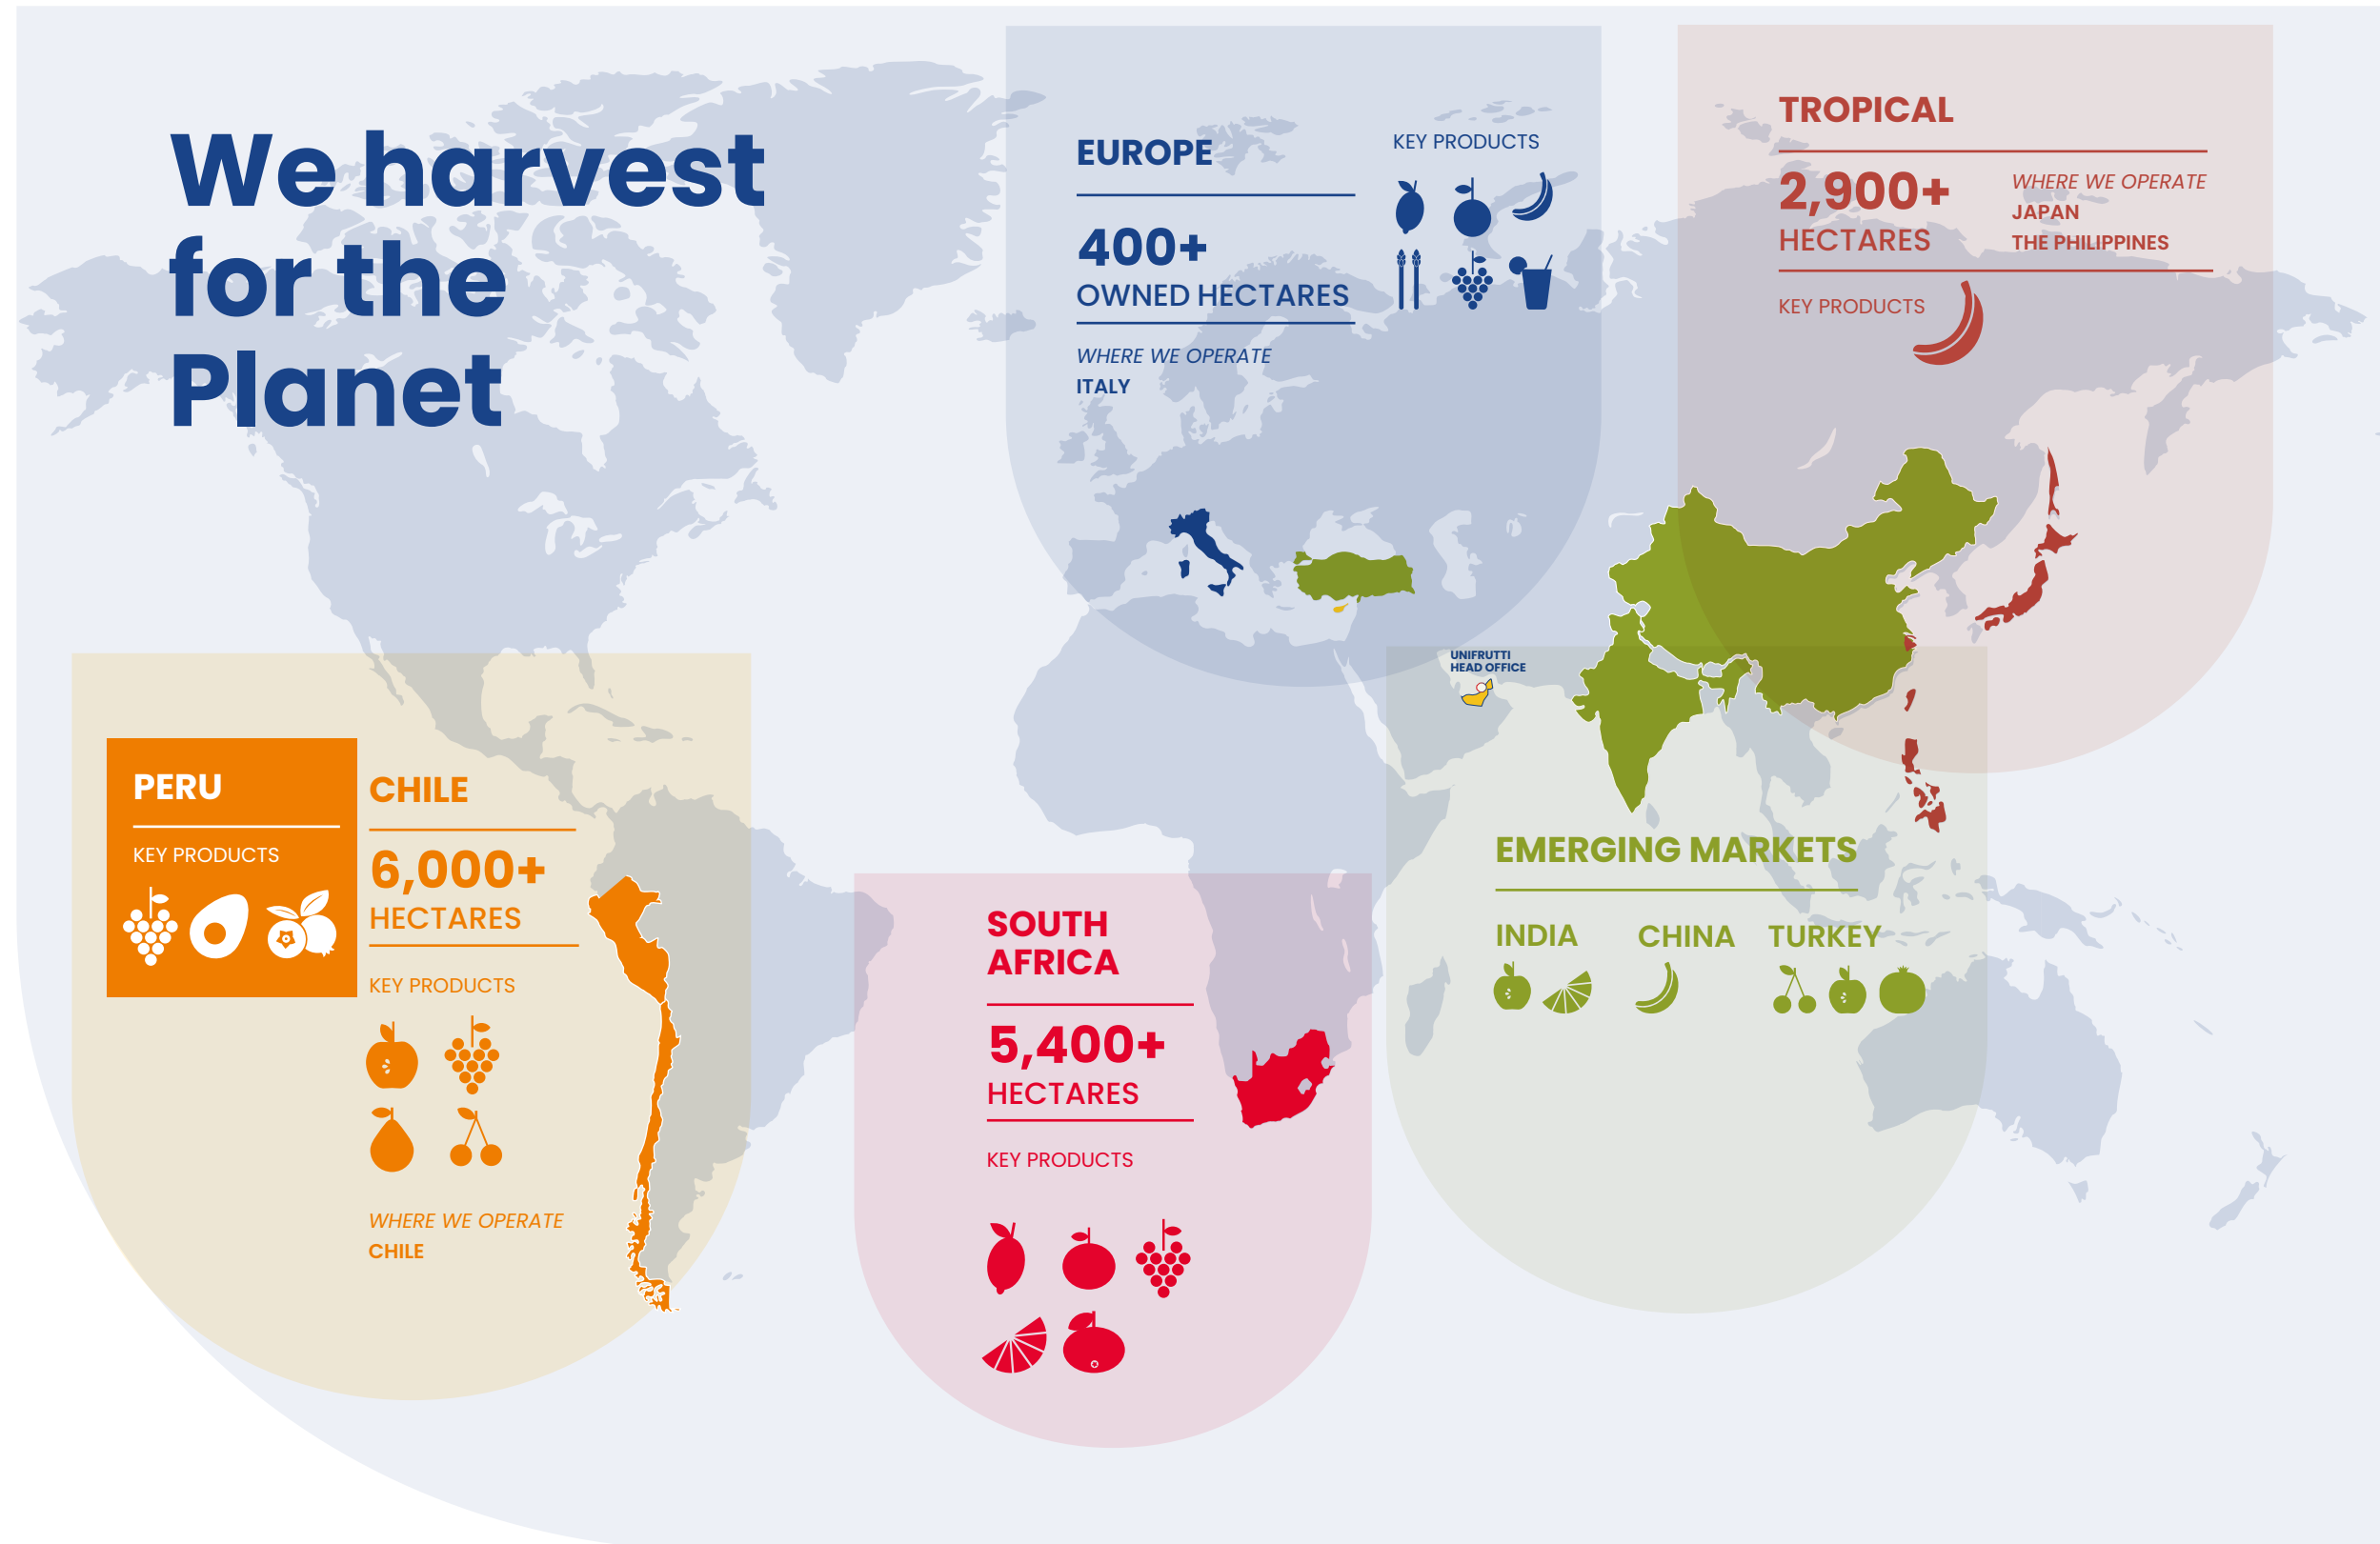 We harvest
for the
Planet
EUROPE
400+
OWNED HECTARES
WHERE WE OPERATE
ITALY
KEY PRODUCTS
TROPICAL
2,900+
HECTARES
WHERE WE OPERATE
JAPAN
THE PHILIPPINES
KEY PRODUCTS
UNIFRUTTI
HEAD OFFICE
PERU
KEY PRODUCTS
CHILE
6,000+
HECTARES
KEY PRODUCTS
WHERE WE OPERATE
CHILE
SOUTH
AFRICA
5,400+
HECTARES
KEY PRODUCTS
EMERGING MARKETS
INDIA
CHINA
TURKEY